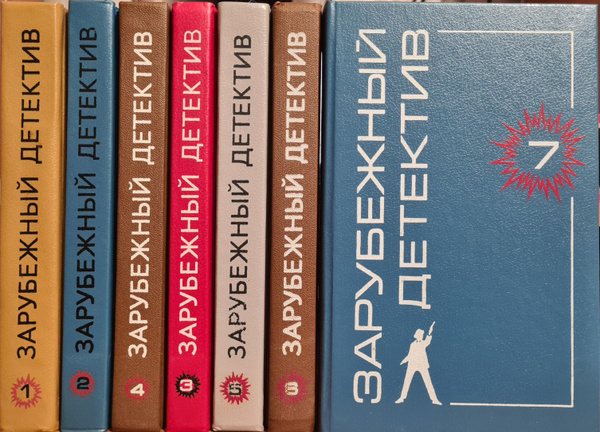 ЗАРУБЕЖНЫЙ ДЕТЕКТИВ
1
ЗАРУБЕЖНЫЙ ДЕТЕКТИВ
2
ЗАРУБЕЖНЫЙ ДЕТЕКТИВ
4
ЗАРУБЕЖНЫЙ ДЕТЕКТИВ
3
ЗАРУБЕЖНЫЙ ДЕТЕКТИВ
5
ЗАРУБЕЖНЫЙ ДЕТЕКТИВ
6
ЗАРУБЕЖНЫЙ
ДЕТЕКТИВ
7